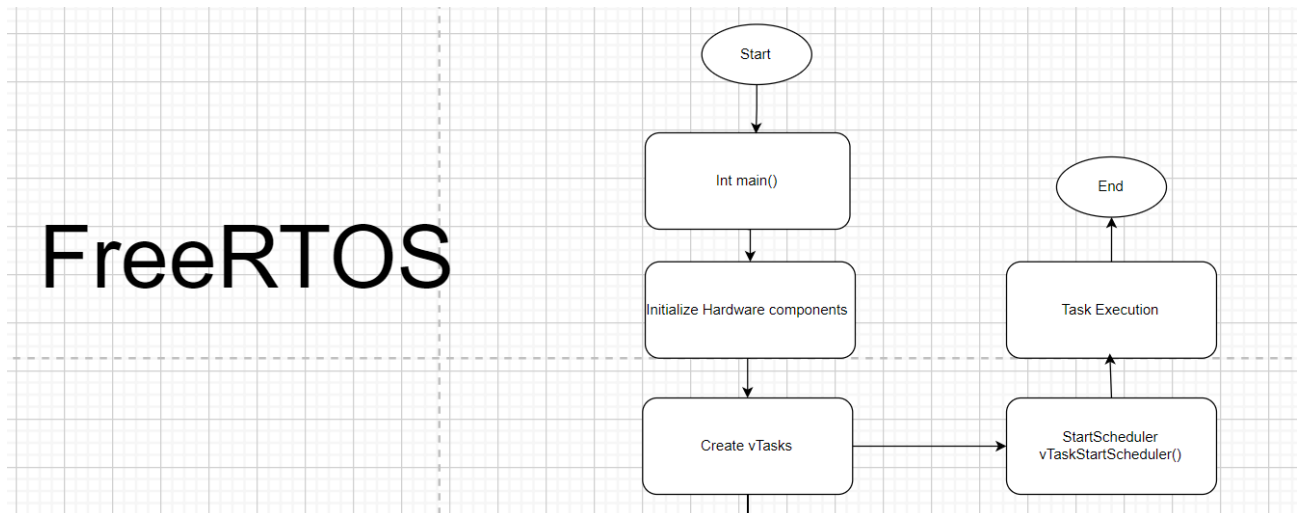 FreeRTOS
Start
Int main()
Initialize Hardware components
Create vTasks
StartScheduler
vTaskStartScheduler()
Task Execution
End